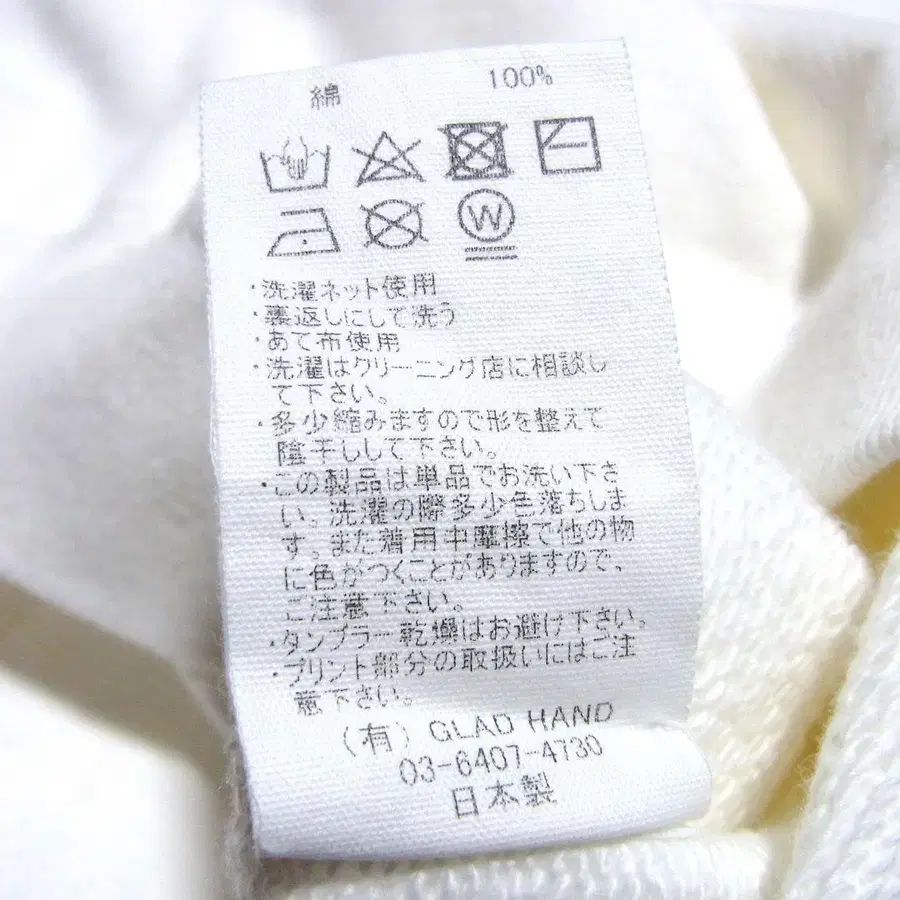 綿 100%
W
・洗濯ネット使用
・裏返しにして洗う
・あて布使用
・洗濯はクリーニング店に相談し
て下さい。
・多少縮みますので形を整えて
陰干しして下さい。
・この製品は単品でお洗い下さ
い。洗濯の際多少色落ちしま
す。また着用中摩擦で他の物
に色がつくことがありますので、
ご注意下さい。
・タンブラー乾燥はお避け下さい。
・プリント部分の取扱いにはご注
意下さい。
(有) GLAD HAND
03-6407-4730
日本製